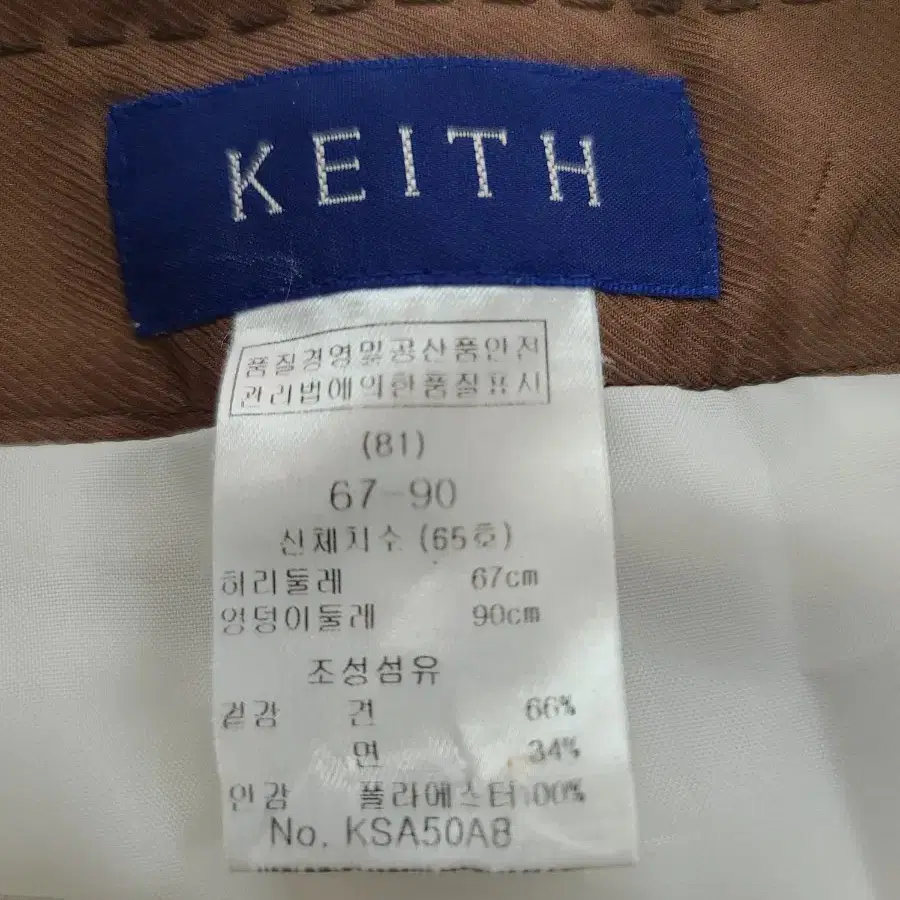 KEITH
품질경영및공산품안전
관리법에의한품질표시
(81)
67-90
신체치수 (65호)
허리둘레 67cm
엉덩이둘레 90cm
조성섬유
겉감 견 66%
면 34%
안감 폴리에스터 100%
No. KSA50A8